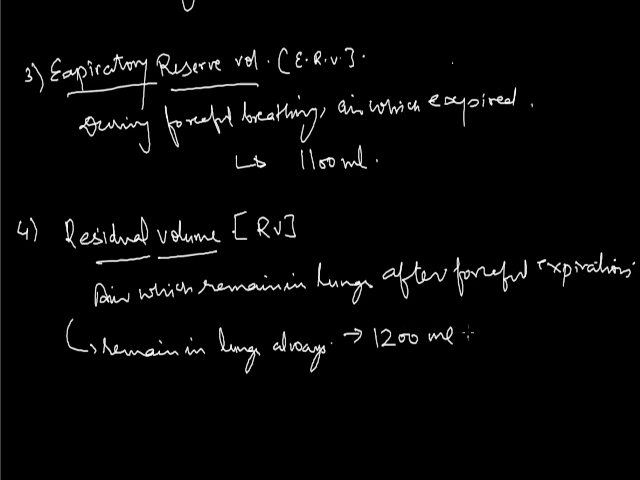 3) Expiratory Reserve vol. [E.R.V].
During forceful breathing, air which expired.
↳ 1100 ml.
4) Residual volume [RV]
Air which remain in lungs after forceful expiration.
↳ remain in lungs always. → 1200 ml